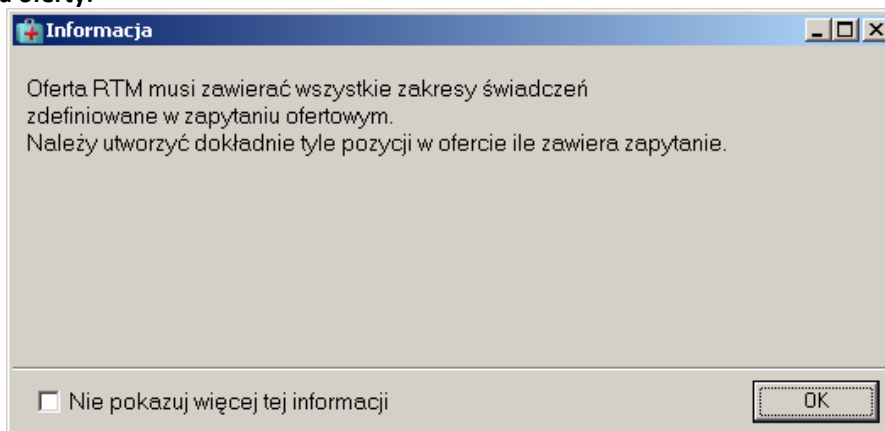 oferty.
Informacja
Oferta RTM musi zawierać wszystkie zakresy świadczeń
zdefiniowane w zapytaniu ofertowym.
Należy utworzyć dokładnie tyle pozycji w ofercie ile zawiera zapytanie.
Nie pokazuj więcej tej informacji
OK